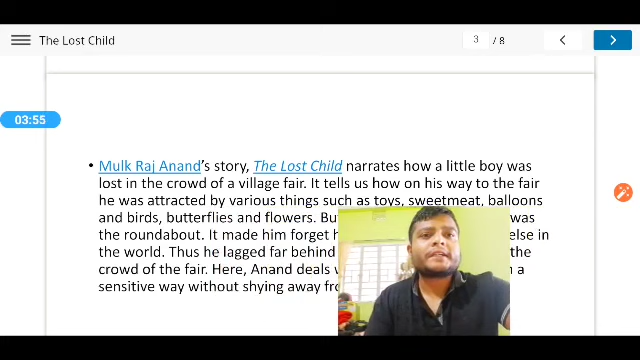 The Lost Child
3 / 8
03:55
• Mulk Raj Anand's story, The Lost Child narrates how a little boy was
lost in the crowd of a village fair. It tells us how on his way to the fair
he was attracted by various things such as toys, sweetmeat, balloons
and birds, butterflies and flowers. was
the roundabout. It made him forget else in
the world. Thus he lagged far behind the
crowd of the fair. Here, Anand deals a
sensitive way without shying away